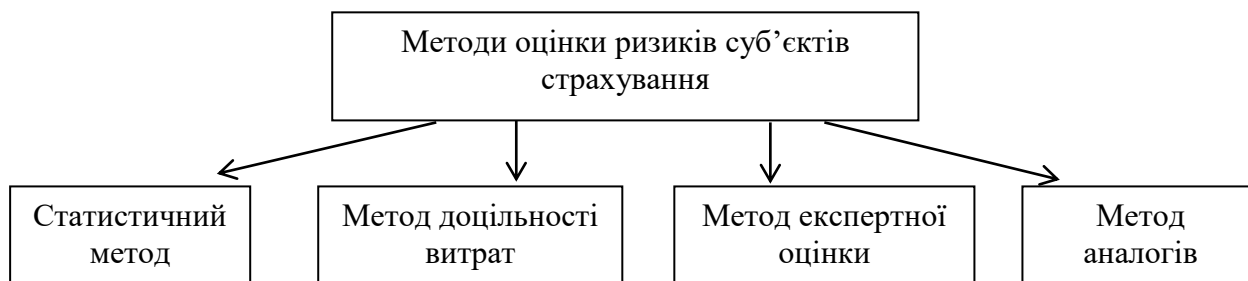 Методи оцінки ризиків суб’єктів
страхування
Статистичний
метод
Метод доцільності
витрат
Метод експертної
оцінки
Метод
аналогів